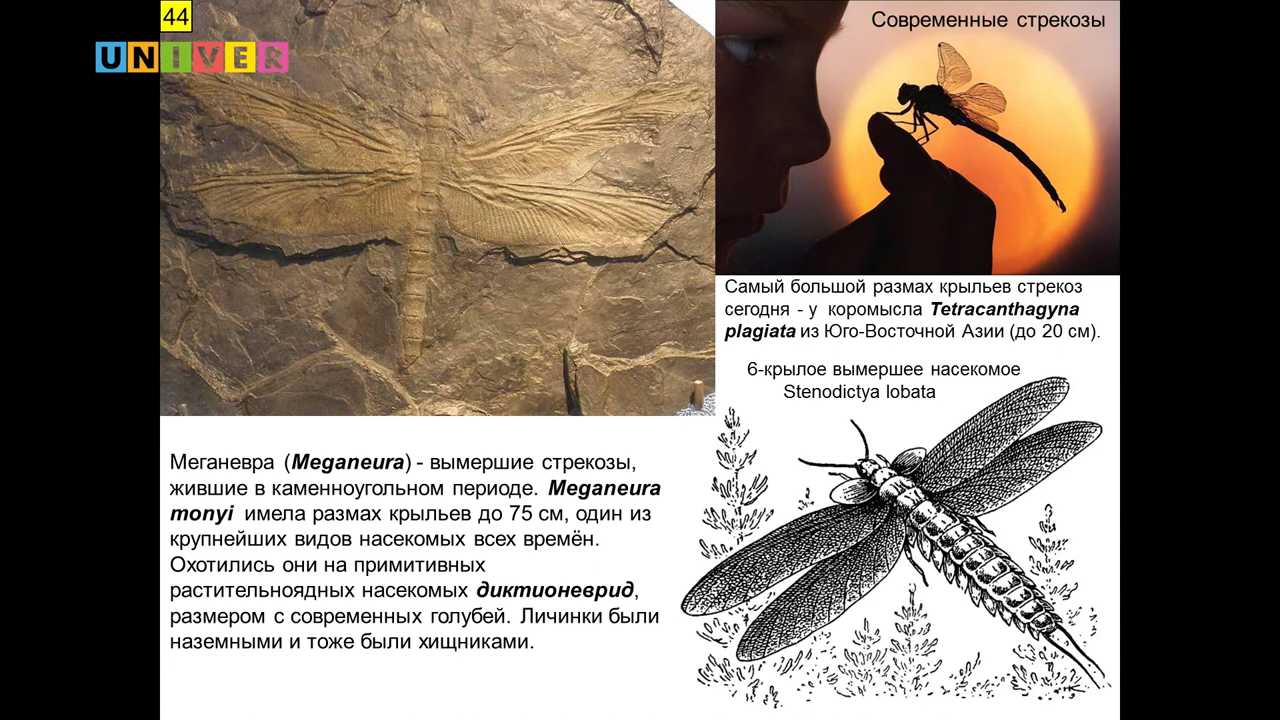 44
UNIVER
Современные стрекозы
Самый большой размах крыльев стрекоз
сегодня - у коромысла Tetracanthagyna
plagiata из Юго-Восточной Азии (до 20 см).
6-крылое вымершее насекомое
Stenodictya lobata
Меганевра (Meganeura) - вымершие стрекозы,
жившие в каменноугольном периоде. Meganeura
monyi имела размах крыльев до 75 см, один из
крупнейших видов насекомых всех времён.
Охотились они на примитивных
растительноядных насекомых диктионеврид,
размером с современных голубей. Личинки были
наземными и тоже были хищниками.